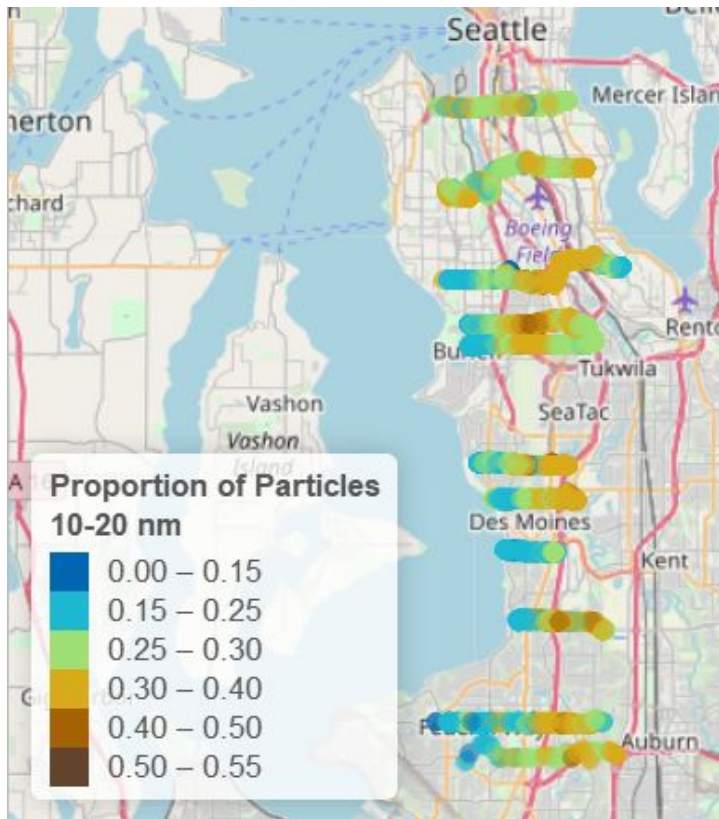 Seattle
Mercer Islan
nerton
chard
Boeing
Field
Rento
Bu
Tukwila
Vashon
SeaTac
Vashon
Island
A
Proportion of Particles
10-20 nm
Des Moines
0.00 – 0.15
Kent
0.15 – 0.25
0.25 – 0.30
0.30 – 0.40
0.40 – 0.50
Auburn
0.50 – 0.55